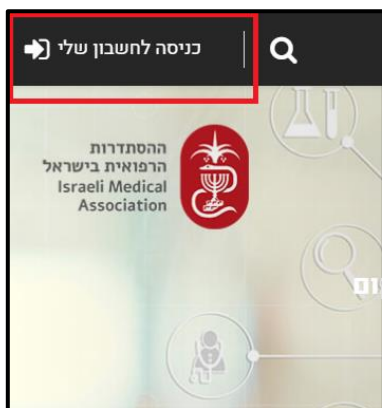 כניסה לחשבון שלי
ההסתדרות
הרפואית בישראל
Israeli Medical
Association